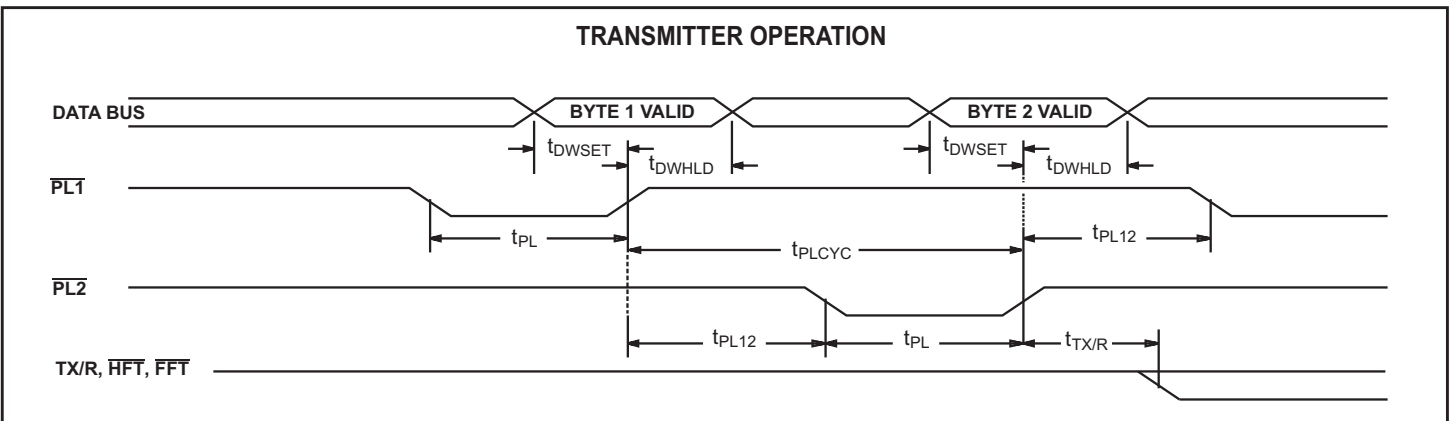 TRANSMITTER OPERATION
DATA BUS BYTE 1 VALID BYTE 2 VALID
tDWSET tDWHLD tDWSET tDWHLD
PL1
tPL tPLCYC tPL12
PL2
tPL12 tPL tTX/R
TX/R, HFT, FFT